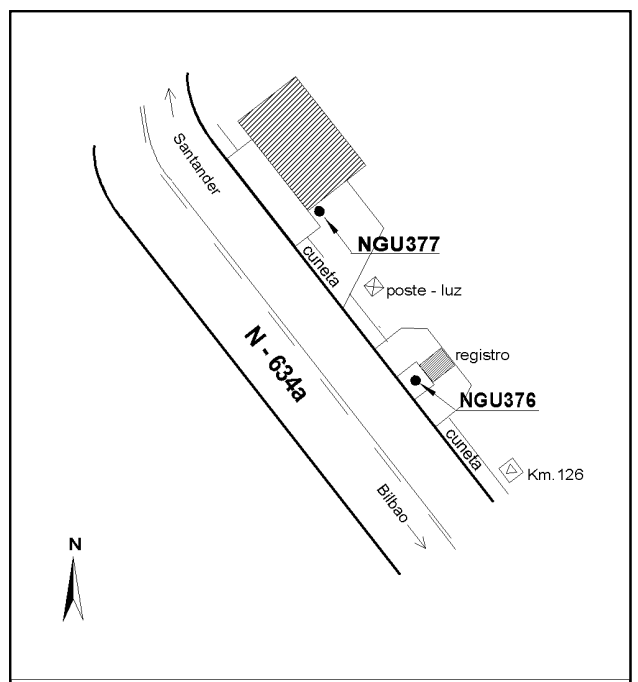 Santander
NGU377
cuneta
poste - luz
N - 634a
registro
NGU376
cuneta
Km. 126
Bilbao
N